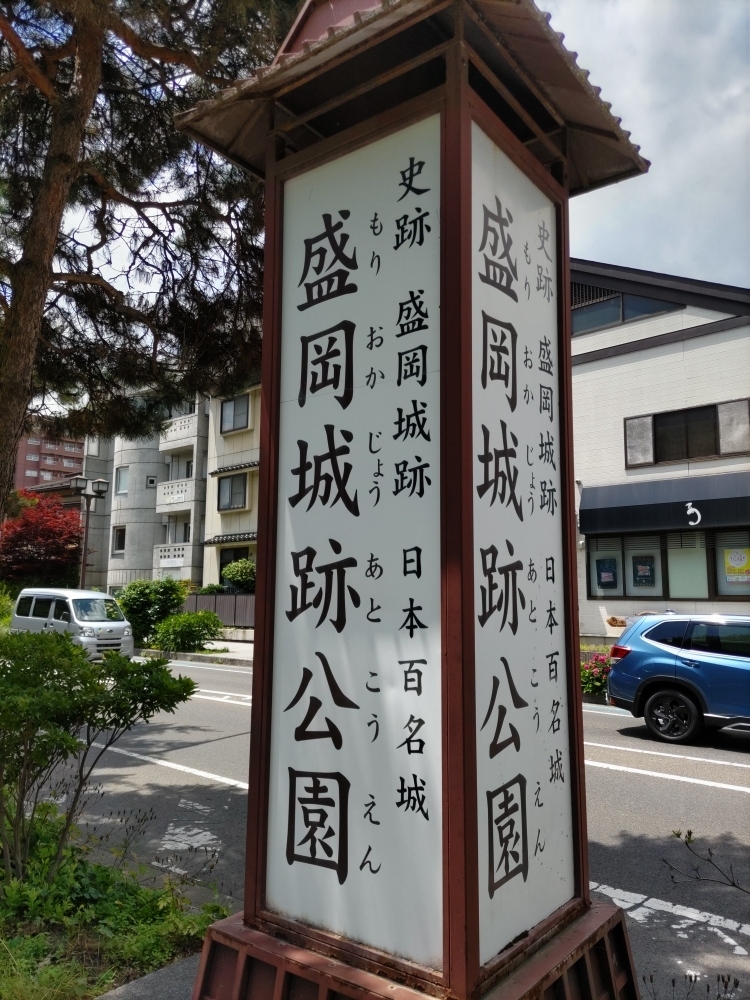 史跡 盛岡城跡 日本百名城
もりおかじょうあとこうえん
盛岡城跡公園
史跡 盛岡城跡 日本百名城
もりおかじょうあとこうえん
盛岡城跡公園